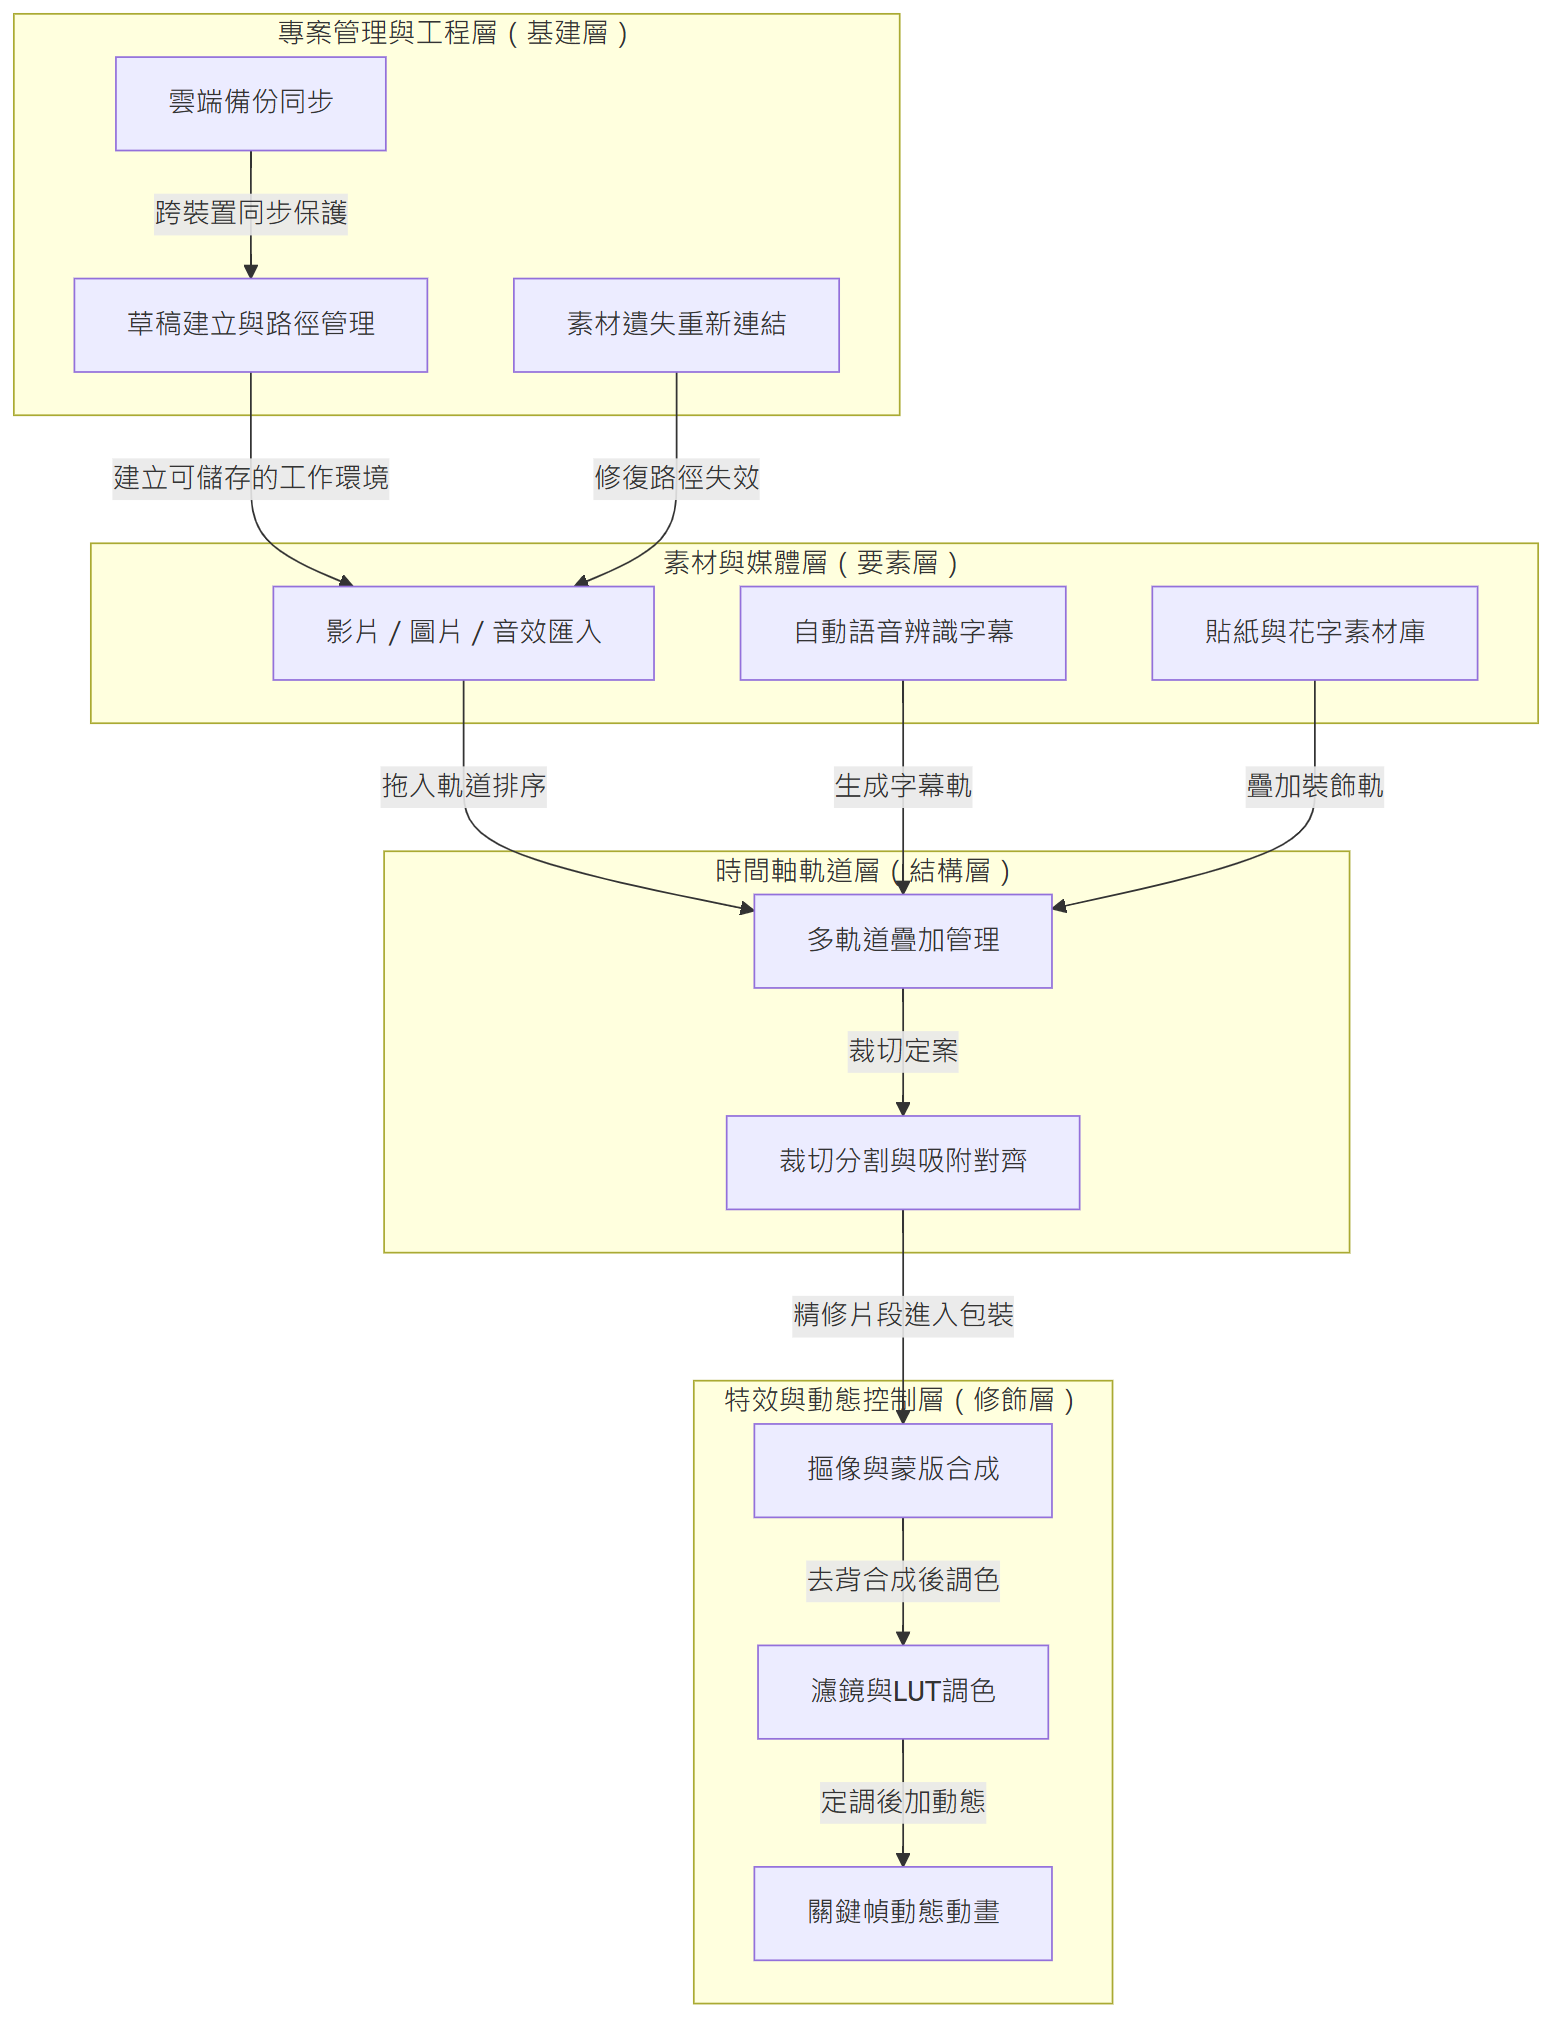 專案管理與工程層 ( 基建層 )
雲端備份同步
跨裝置同步保護
草稿建立與路徑管理
素材遺失重新連結
建立可儲存的工作環境
修復路徑失效
素材與媒體層 ( 要素層 )
影片 / 圖片 / 音效匯入
自動語音辨識字幕
貼紙與花字素材庫
拖入軌道排序
生成字幕軌
疊加裝飾軌
時間軸軌道層 ( 結構層 )
多軌道疊加管理
裁切定案
裁切分割與吸附對齊
精修片段進入包裝
特效與動態控制層 ( 修飾層 )
摳像與蒙版合成
去背合成後調色
濾鏡與LUT調色
定調後加動態
關鍵幀動態動畫